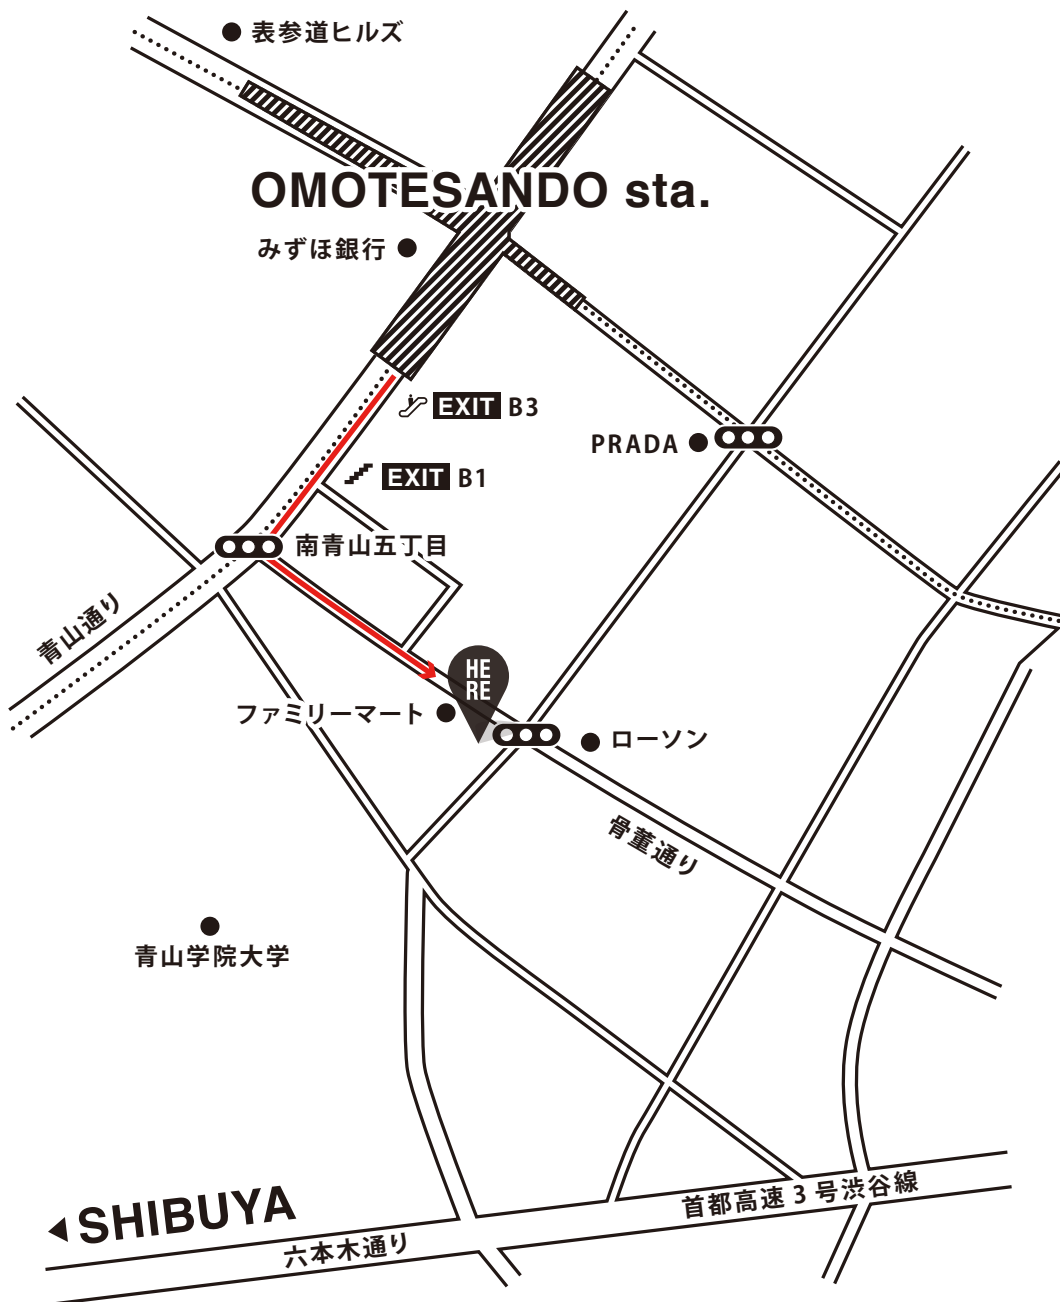 表参道ヒルズ
OMOTESANDO sta.
みずほ銀行
EXIT B3
PRADA
EXIT B1
南青山五丁目
青山通り
HE
RE
ファミリーマート
ローソン
骨董通り
青山学院大学
SHIBUYA
首都高速3号渋谷線
六本木通り